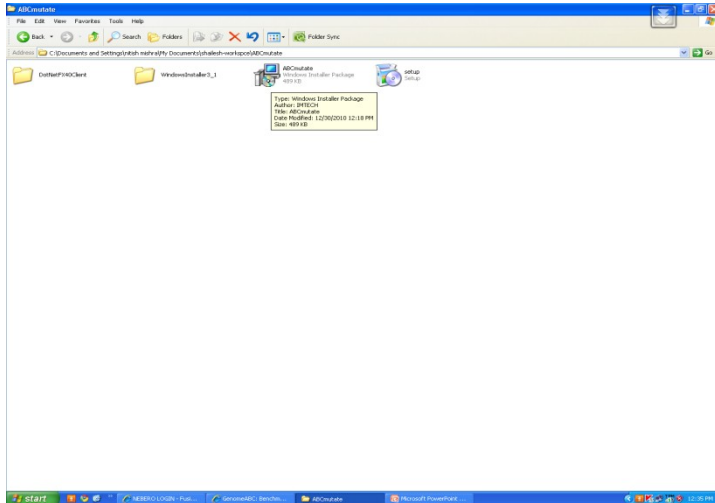 ABCmutate
File Edit View Favorites Tools Help
Back Search Folders Folder Sync
Address C:\Documents and Settings\nitish mishra\My Documents\shailesh-workspce\ABCmutate Go
DotNetFX40Client
WindowsInstaller3_1
ABCmutate
Windows Installer Package
489 KB
setup
Setup
Type: Windows Installer Package
Author: IMTECH
Title: ABCmutate
Date Modified: 12/30/2010 12:18 PM
Size: 489 KB
start NEBERO LOGIN - Fusi... GenomeABC: Benchm... ABCmutate Microsoft PowerPoint ... 12:35 PM